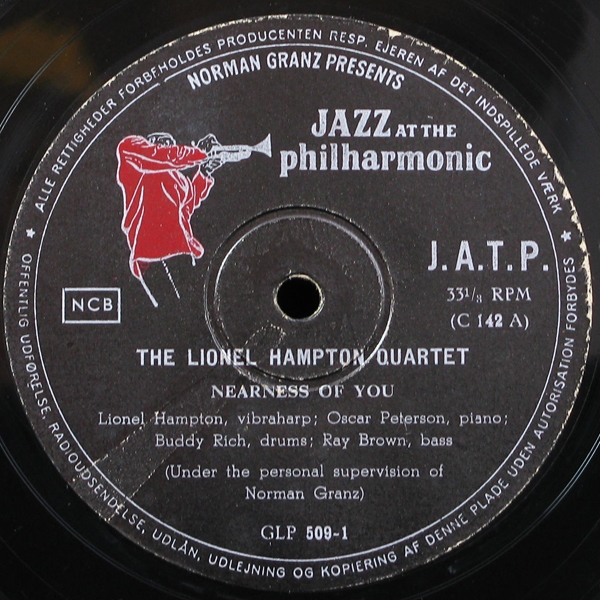 ALLE RETTIGHEDER FORBEHOLDES PRODUCENTEN RESP. EJEREN AF DET INDSPILLEDE VÆRK
NORMAN GRANZ PRESENTS
JAZZ AT THE
philharmonic
J.A.T.P.
33 1/3 RPM
(C 142 A)
NCB
THE LIONEL HAMPTON QUARTET
NEARNESS OF YOU
Lionel Hampton, vibraharp; Oscar Peterson, piano;
Buddy Rich, drums; Ray Brown, bass
(Under the personal supervision of
Norman Granz)
GLP 509-1
OFFENTLIG UDFØRELSE, RADIOUDSENDELSE, UDLÅN, UDLEJNING OG KOPIERING AF DENNE PLADE UDEN AUTORISATION FORBYDES